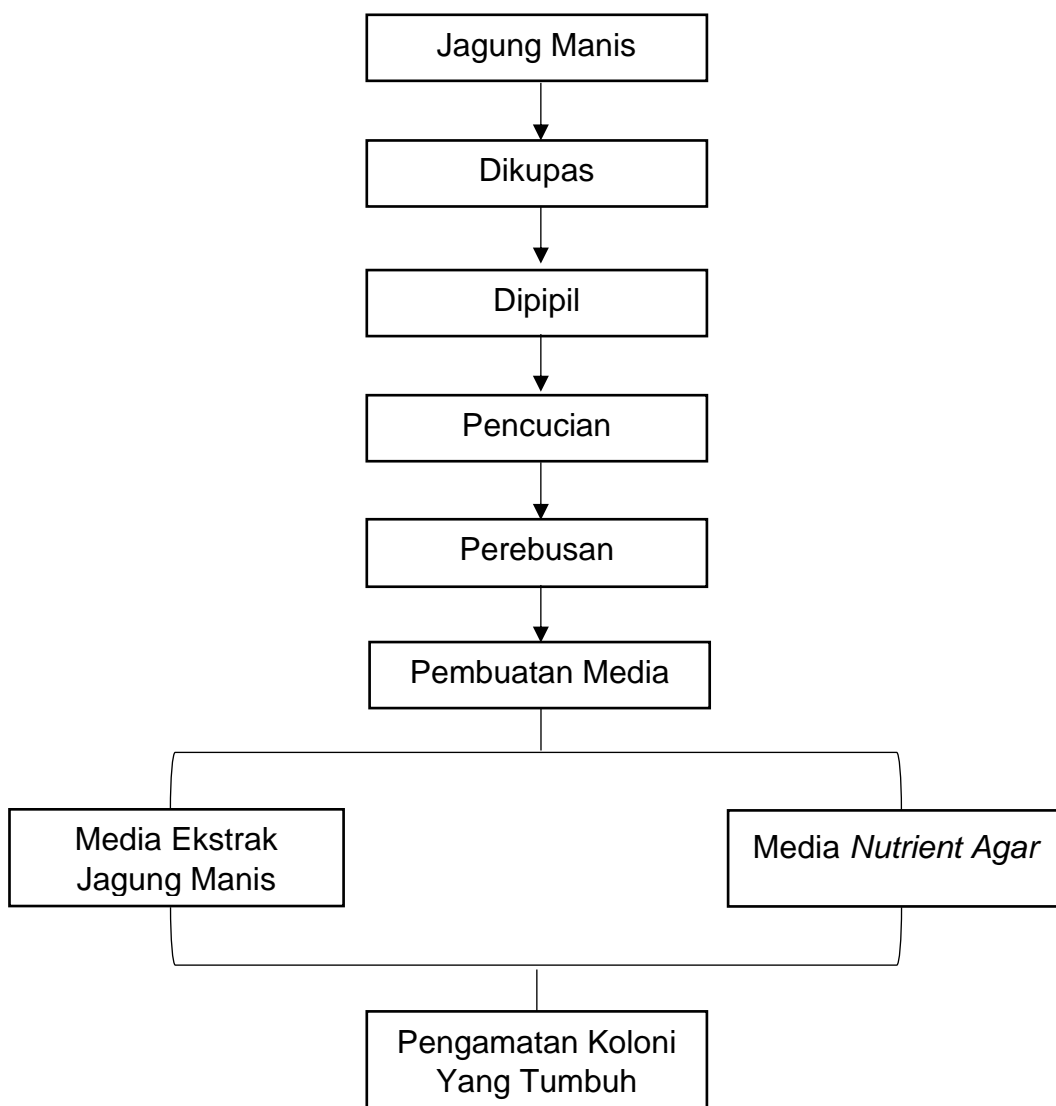 Jagung Manis
Dikupas
Dipipil
Pencucian
Perebusan
Pembuatan Media
Media Ekstrak
Jagung Manis
Media Nutrient Agar
Pengamatan Koloni
Yang Tumbuh